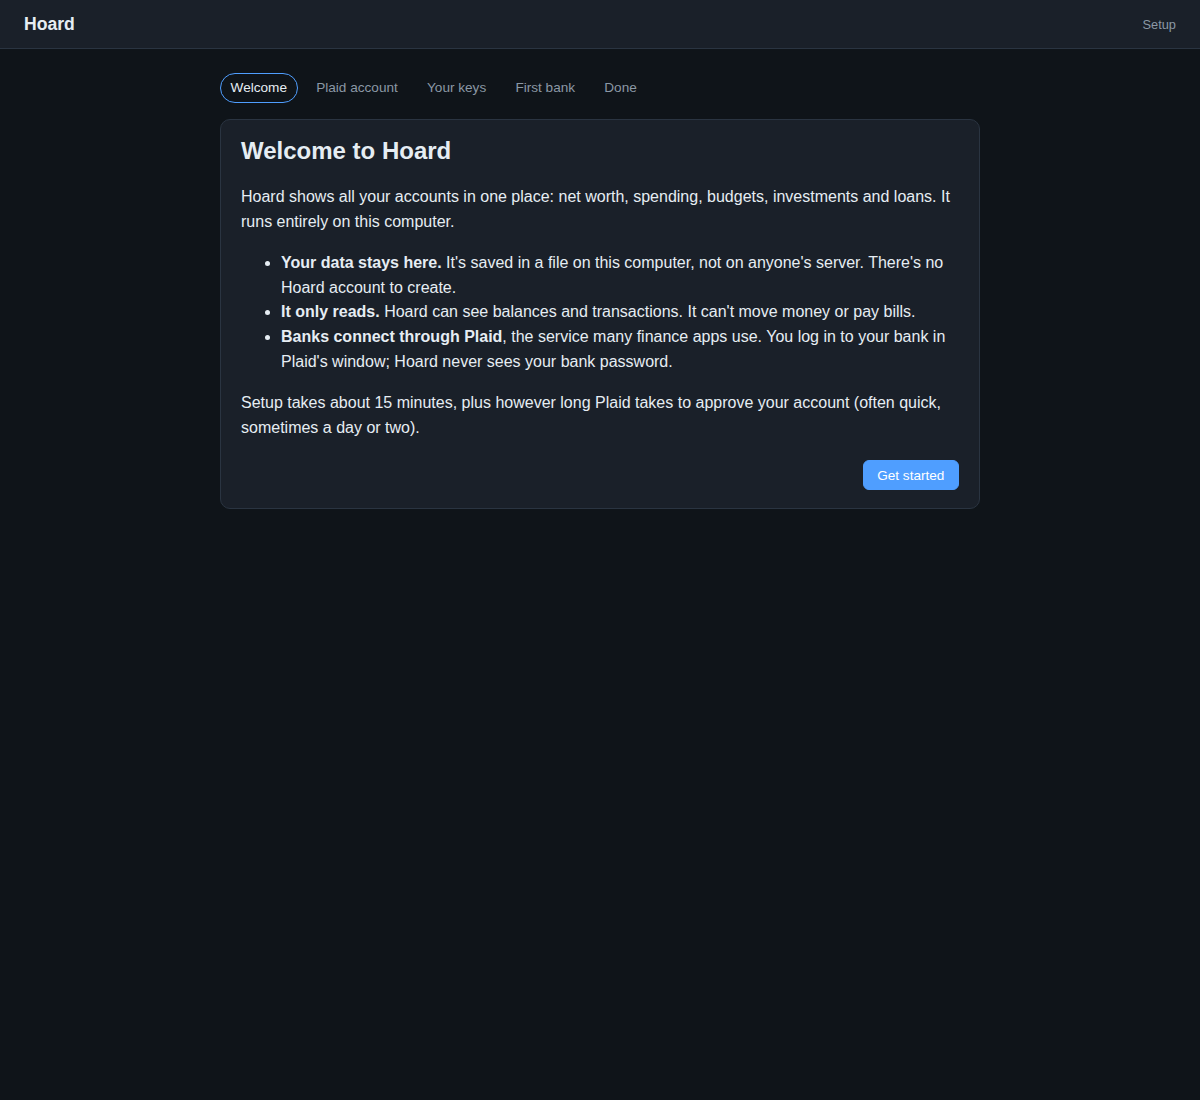 Hoard
Setup
Welcome
Plaid account
Your keys
First bank
Done
Welcome to Hoard
Hoard shows all your accounts in one place: net worth, spending, budgets, investments and loans. It
runs entirely on this computer.
Your data stays here. It's saved in a file on this computer, not on anyone's server. There's no
Hoard account to create.
It only reads. Hoard can see balances and transactions. It can't move money or pay bills.
Banks connect through Plaid, the service many finance apps use. You log in to your bank in
Plaid's window; Hoard never sees your bank password.
Setup takes about 15 minutes, plus however long Plaid takes to approve your account (often quick,
sometimes a day or two).
Get started